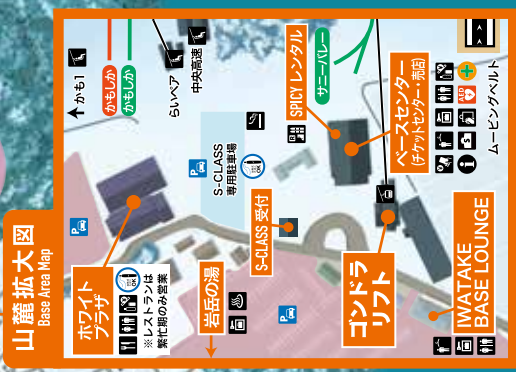 山麓拡大図
Base Area Map
かも1
かもしか
かもしか
らいぺア
中央高速
ホワイト
プラザ
※レストランは
繁忙期のみ営業
P
P
S-CLASS
専用駐車場
SPICY レンタル
サニーバレー
ベースセンター
(チケットセンター・売店)
AED
ムービングベルト
S-CLASS 受付
岩岳の湯
P
ゴンドラ
リフト
IWATAKE
BASE LOUNGE